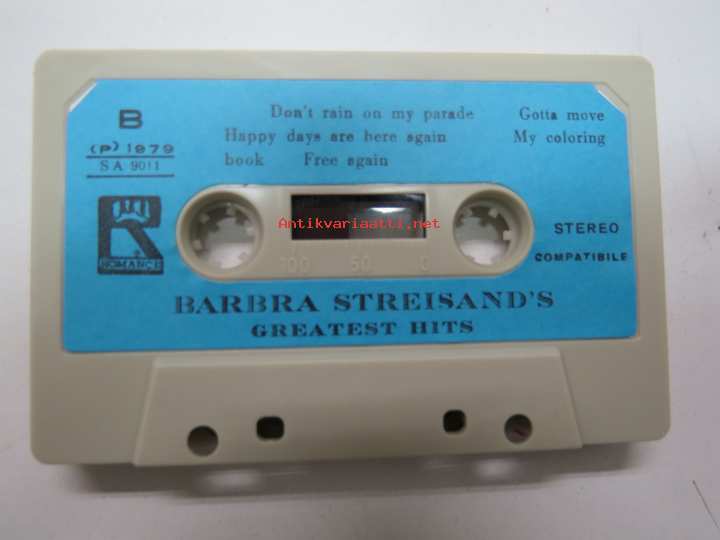 B
Don't rain on my parade Gotta move
Happy days are here again My coloring
book Free again
(P) 1979
SA 9011
R
ROMANCE
Antikvariaatti.net
STEREO
COMPATIBILE
100 50 0
BARBRA STREISAND'S
GREATEST HITS